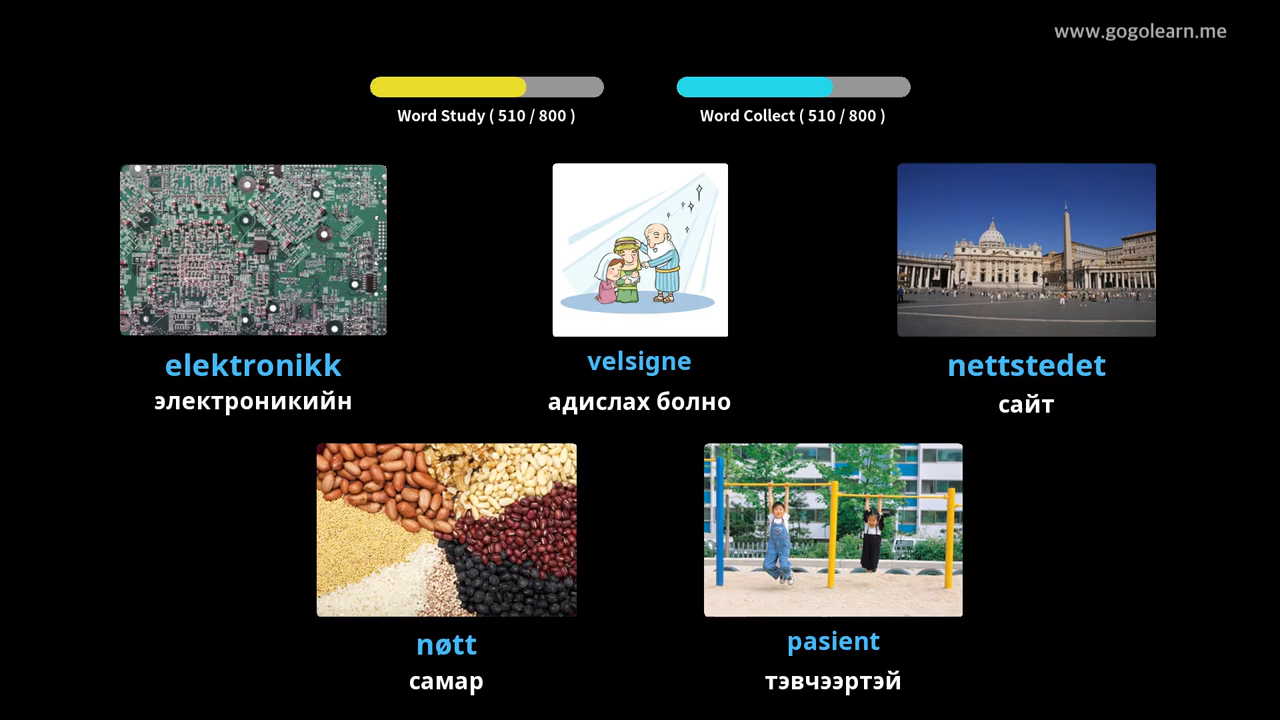 www.gogolearn.me
Word Study ( 510 / 800 )
Word Collect ( 510 / 800 )
elektronikk
электроникийн
velsigne
адислах болно
nettstedet
сайт
nøtt
самар
pasient
тэвчээртэй